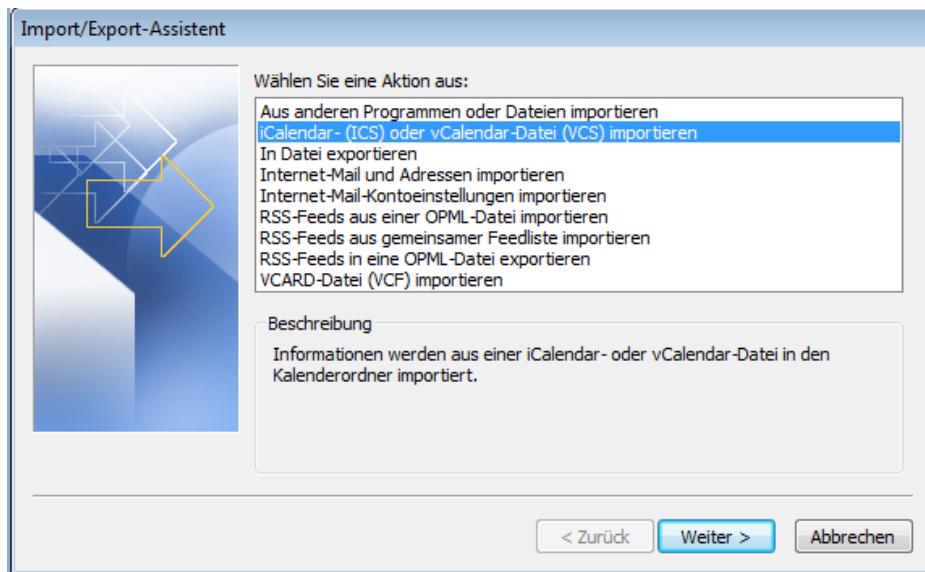 Import/Export-Assistent
Wählen Sie eine Aktion aus:
Aus anderen Programmen oder Dateien importieren
iCalendar- (ICS) oder vCalendar-Datei (VCS) importieren
In Datei exportieren
Internet-Mail und Adressen importieren
Internet-Mail-Kontoeinstellungen importieren
RSS-Feeds aus einer OPML-Datei importieren
RSS-Feeds aus gemeinsamer Feedliste importieren
RSS-Feeds in eine OPML-Datei exportieren
VCARD-Datei (VCF) importieren
Beschreibung
Informationen werden aus einer iCalendar- oder vCalendar-Datei in den
Kalenderordner importiert.
< Zurück Weiter > Abbrechen